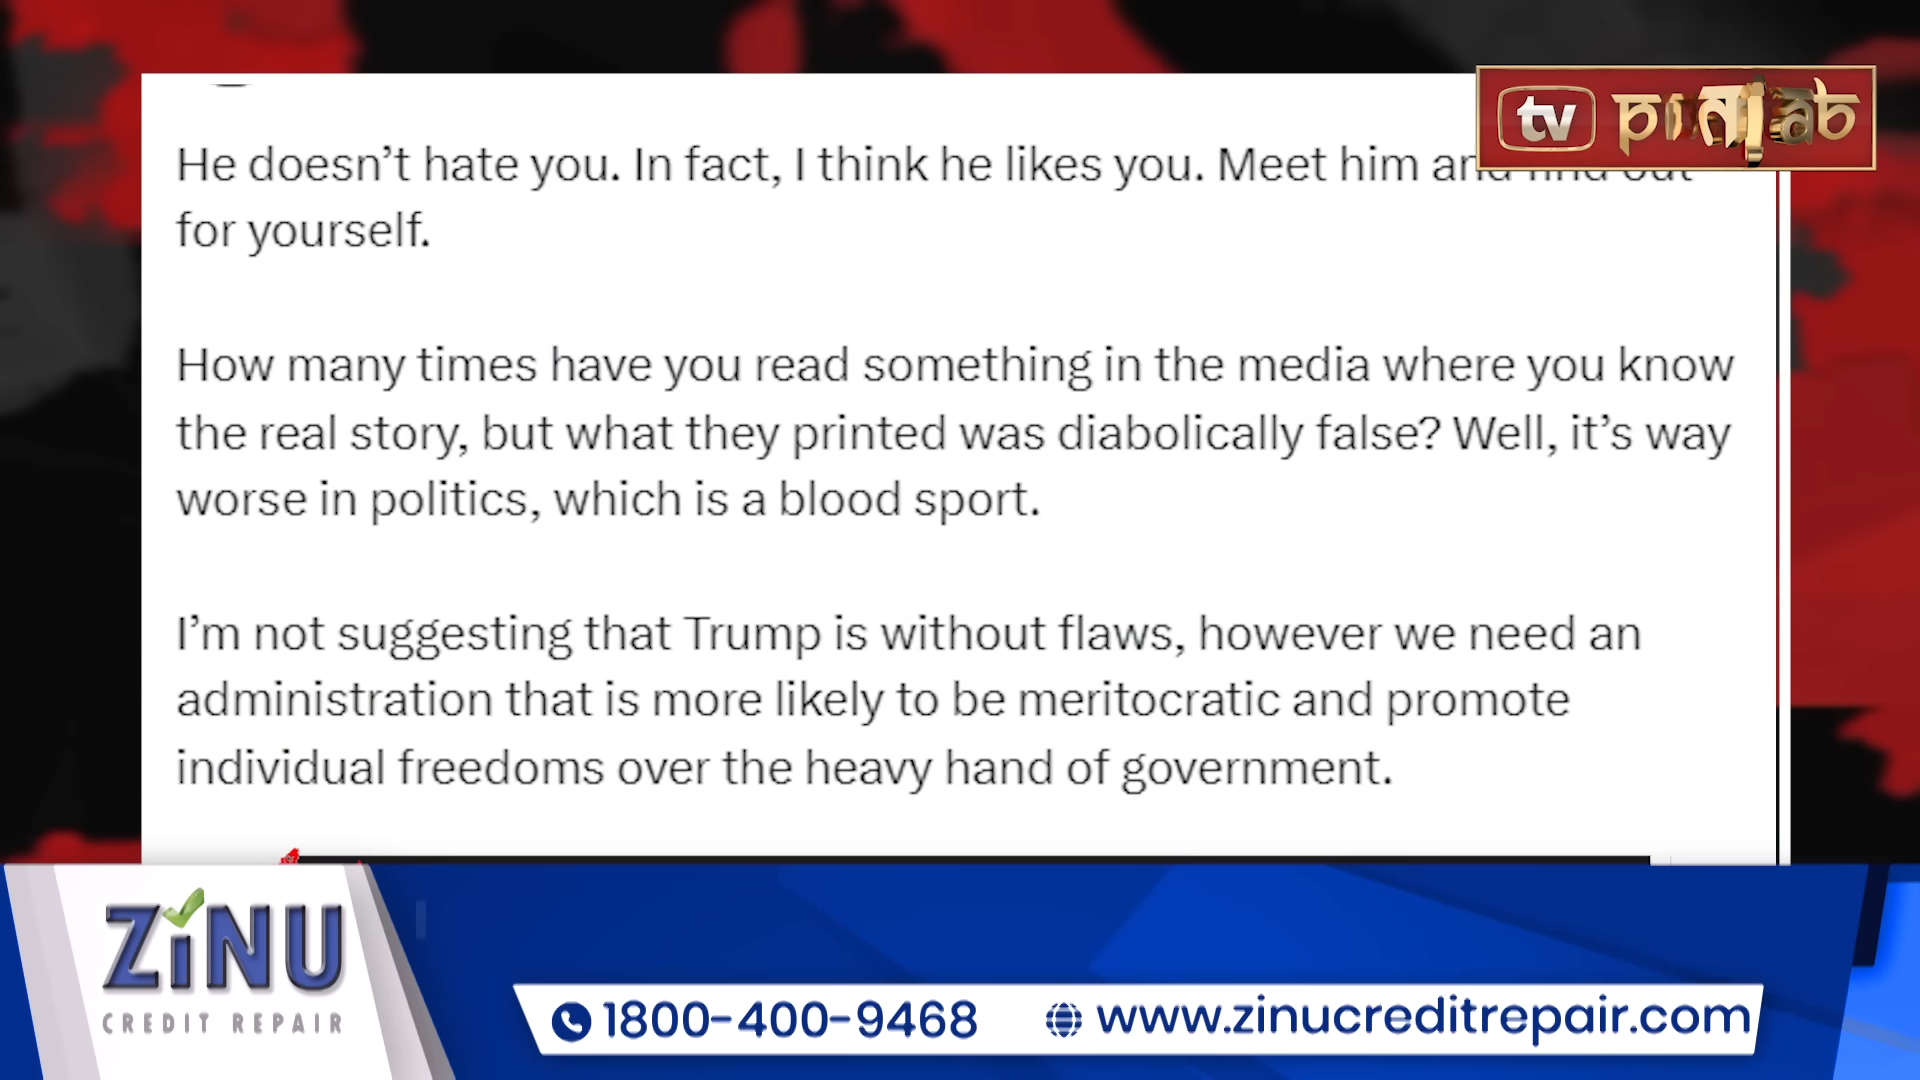 tv punjab
He doesn’t hate you. In fact, I think he likes you. Meet him and find out
for yourself.
How many times have you read something in the media where you know
the real story, but what they printed was diabolically false? Well, it’s way
worse in politics, which is a blood sport.
I’m not suggesting that Trump is without flaws, however we need an
administration that is more likely to be meritocratic and promote
individual freedoms over the heavy hand of government.
ZiNU
CREDIT REPAIR
1800-400-9468
www.zinucreditrepair.com